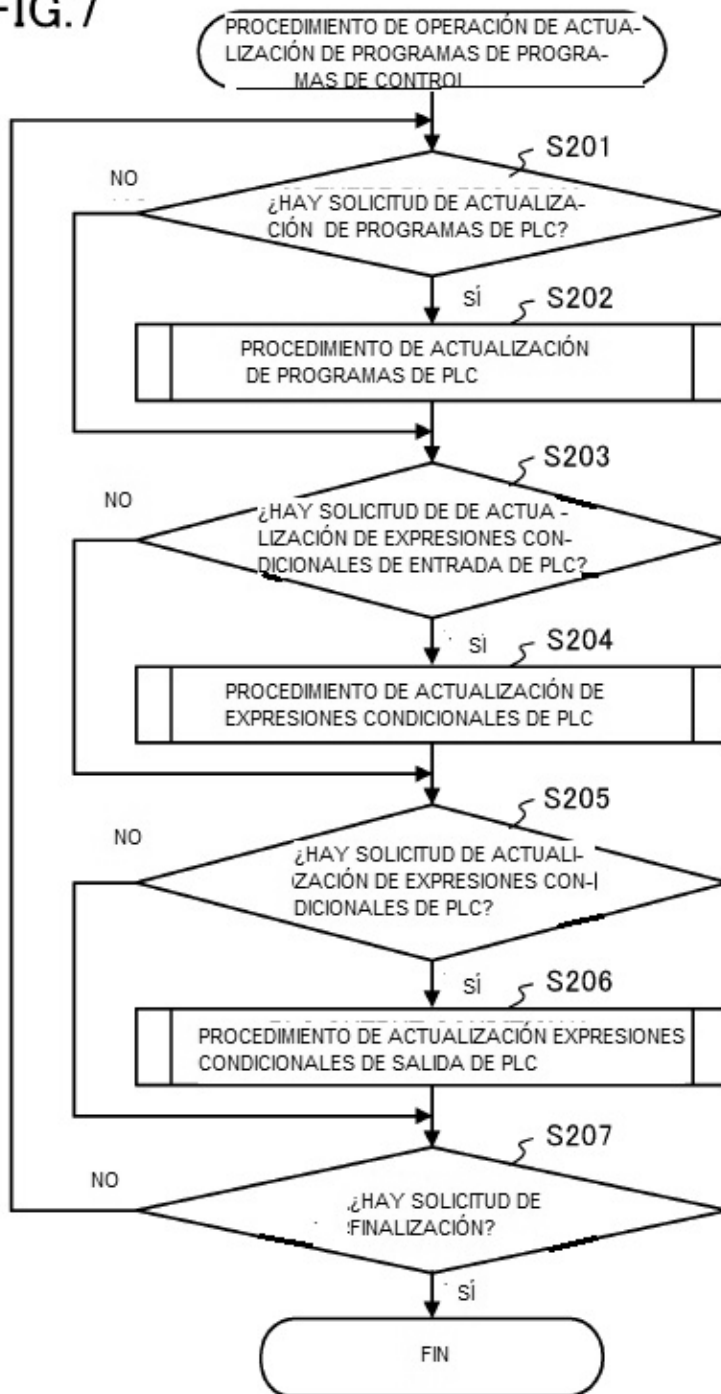 FIG.7
PROCEDIMIENTO DE OPERACIÓN DE ACTUA-
LIZACIÓN DE PROGRAMAS DE PROGRA-
MAS DE CONTROL
S201
NO
¿HAY SOLICITUD DE ACTUALIZA-
CIÓN DE PROGRAMAS DE PLC?
SÍ
S202
PROCEDIMIENTO DE ACTUALIZACIÓN
DE PROGRAMAS DE PLC
S203
NO
¿HAY SOLICITUD DE DE ACTUA -
LIZACIÓN DE EXPRESIONES CON-
DICIONALES DE ENTRADA DE PLC?
SÍ
S204
PROCEDIMIENTO DE ACTUALIZACIÓN DE
EXPRESIONES CONDICIONALES DE PLC
S205
NO
¿HAY SOLICITUD DE ACTUALI-
ZACIÓN DE EXPRESIONES CON-
DICIONALES DE PLC?
SÍ
S206
PROCEDIMIENTO DE ACTUALIZACIÓN EXPRESIONES
CONDICIONALES DE SALIDA DE PLC
S207
NO
¿HAY SOLICITUD DE
FINALIZACIÓN?
SÍ
FIN